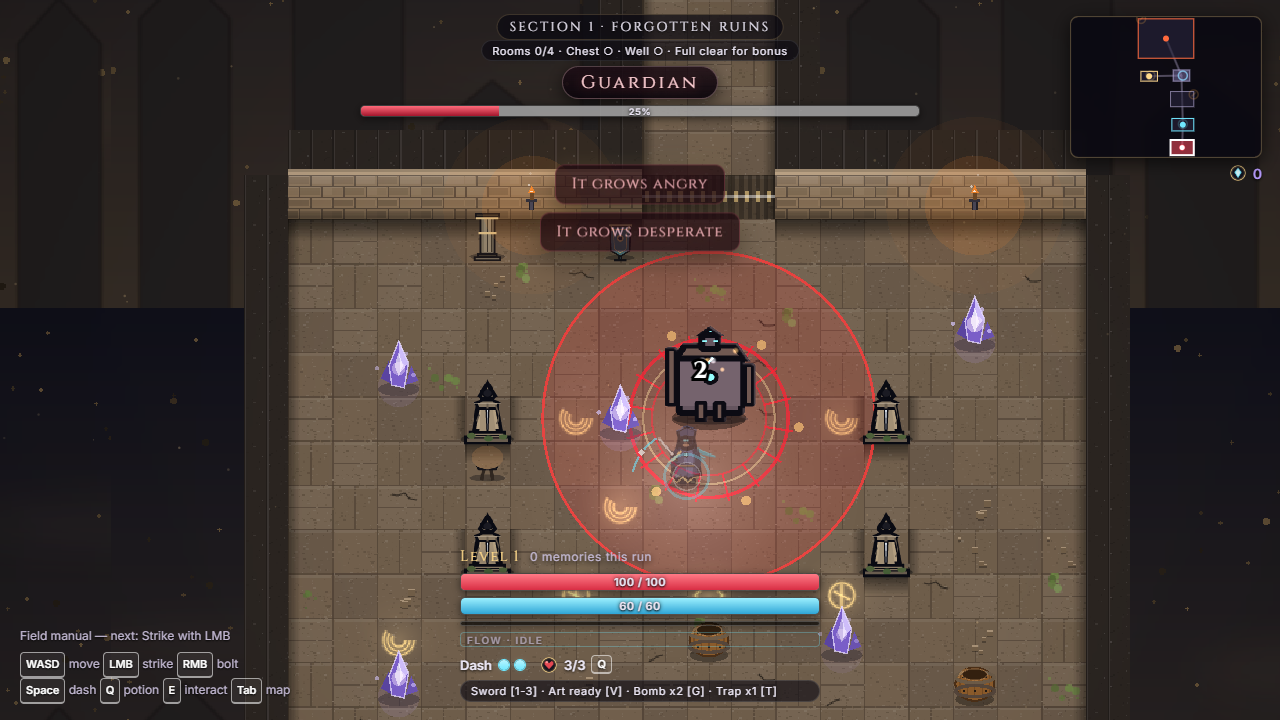 SECTION 1 · FORGOTTEN RUINS
Rooms 0/4 · Chest ○ · Well ○ · Full clear for bonus
GUARDIAN
25%
IT GROWS ANGRY
IT GROWS DESPERATE
0
2
LEVEL 1 0 memories this run
100 / 100
60 / 60
FLOW · IDLE
Dash 3/3 Q
Sword [1-3] · Art ready [V] · Bomb x2 [G] · Trap x1 [T]
Field manual — next: Strike with LMB
WASD move LMB strike RMB bolt
Space dash Q potion E interact Tab map